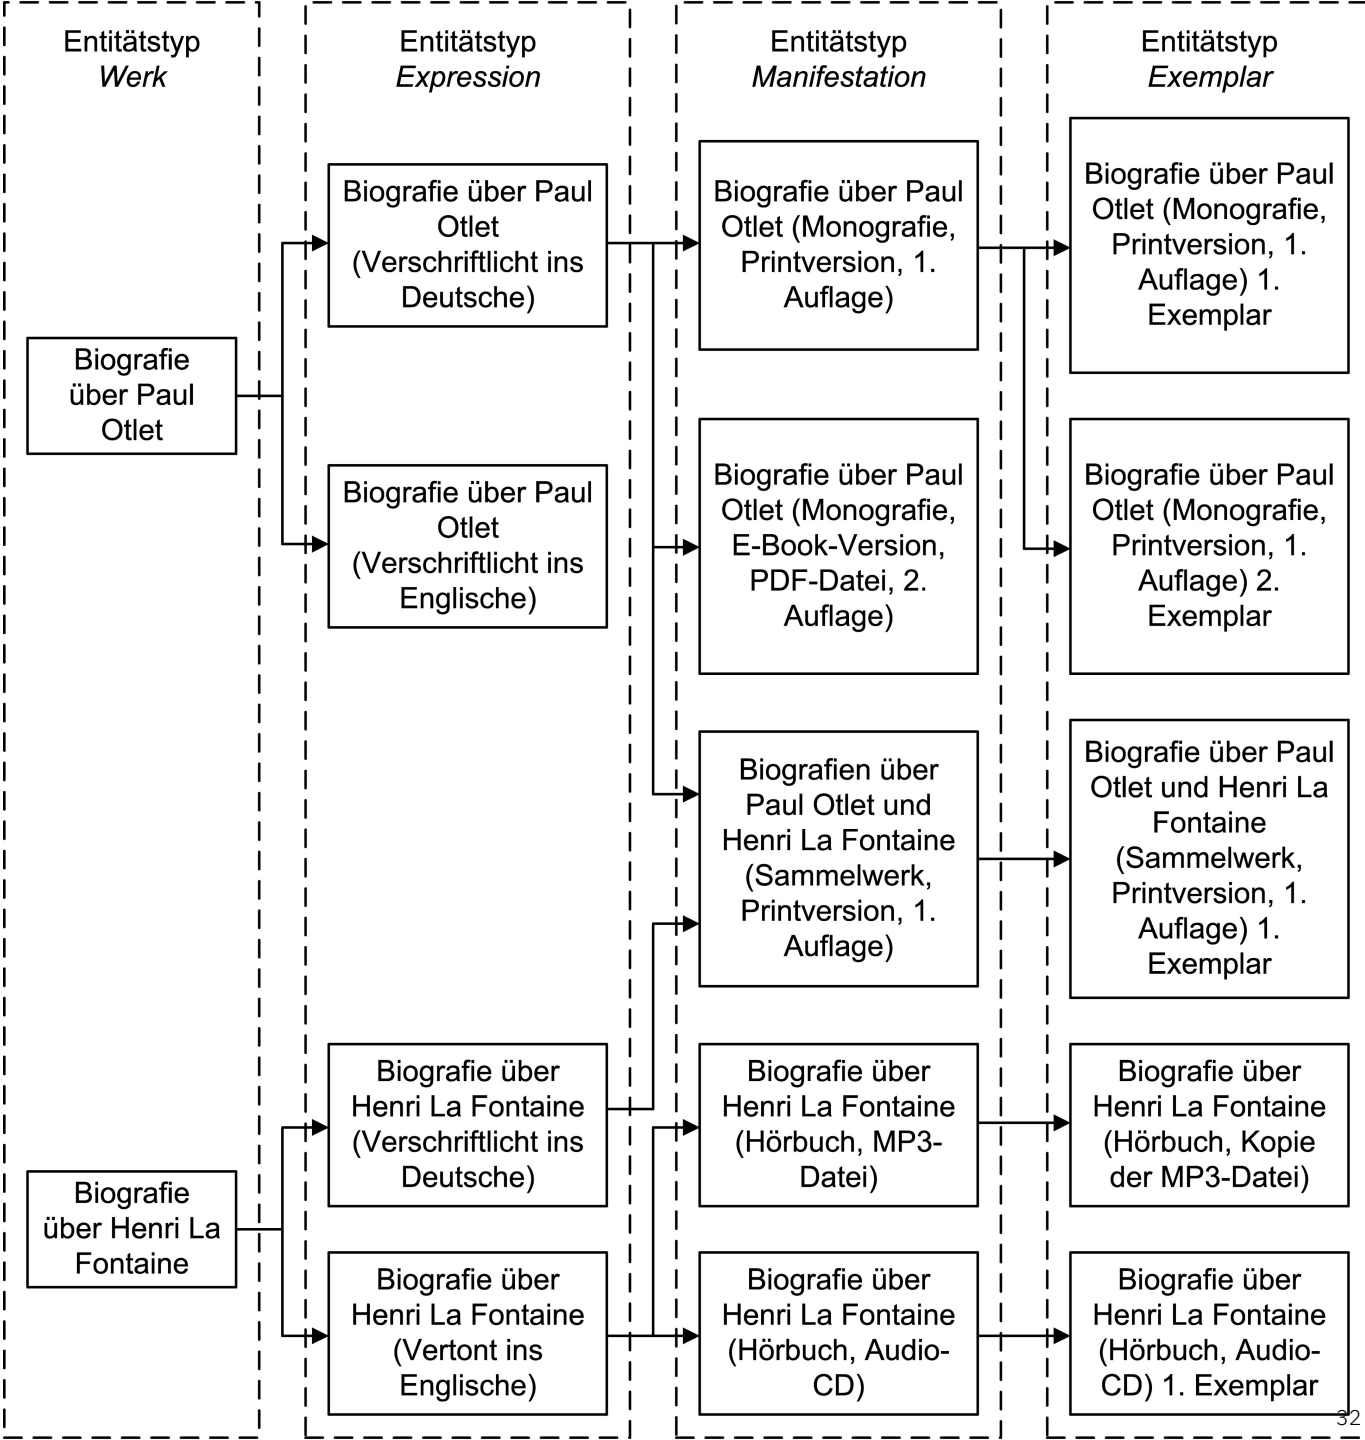 Entitätstyp
Werk
Entitätstyp
Expression
Entitätstyp
Manifestation
Entitätstyp
Exemplar
Biografie
über Paul
Otlet
Biografie
über Henri La
Fontaine
Biografie über Paul
Otlet
(Verschriftlicht ins
Deutsche)
Biografie über Paul
Otlet
(Verschriftlicht ins
Englische)
Biografie über
Henri La Fontaine
(Verschriftlicht ins
Deutsche)
Biografie über
Henri La Fontaine
(Vertont ins
Englische)
Biografie über Paul
Otlet (Monografie,
Printversion, 1.
Auflage)
Biografie über Paul
Otlet (Monografie,
E-Book-Version,
PDF-Datei, 2.
Auflage)
Biografien über
Paul Otlet und
Henri La Fontaine
(Sammelwerk,
Printversion, 1.
Auflage)
Biografie über
Henri La Fontaine
(Hörbuch, MP3-
Datei)
Biografie über
Henri La Fontaine
(Hörbuch, Audio-
CD)
Biografie über Paul
Otlet (Monografie,
Printversion, 1.
Auflage) 1.
Exemplar
Biografie über Paul
Otlet (Monografie,
Printversion, 1.
Auflage) 2.
Exemplar
Biografie über Paul
Otlet und Henri La
Fontaine
(Sammelwerk,
Printversion, 1.
Auflage) 1.
Exemplar
Biografie über
Henri La Fontaine
(Hörbuch, Kopie
der MP3-Datei)
Biografie über
Henri La Fontaine
(Hörbuch, Audio-
CD) 1. Exemplar
32